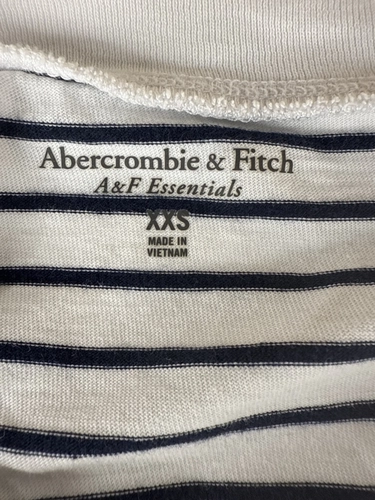 Abercrombie & Fitch
A&F Essentials
XXS
MADE IN
VIETNAM